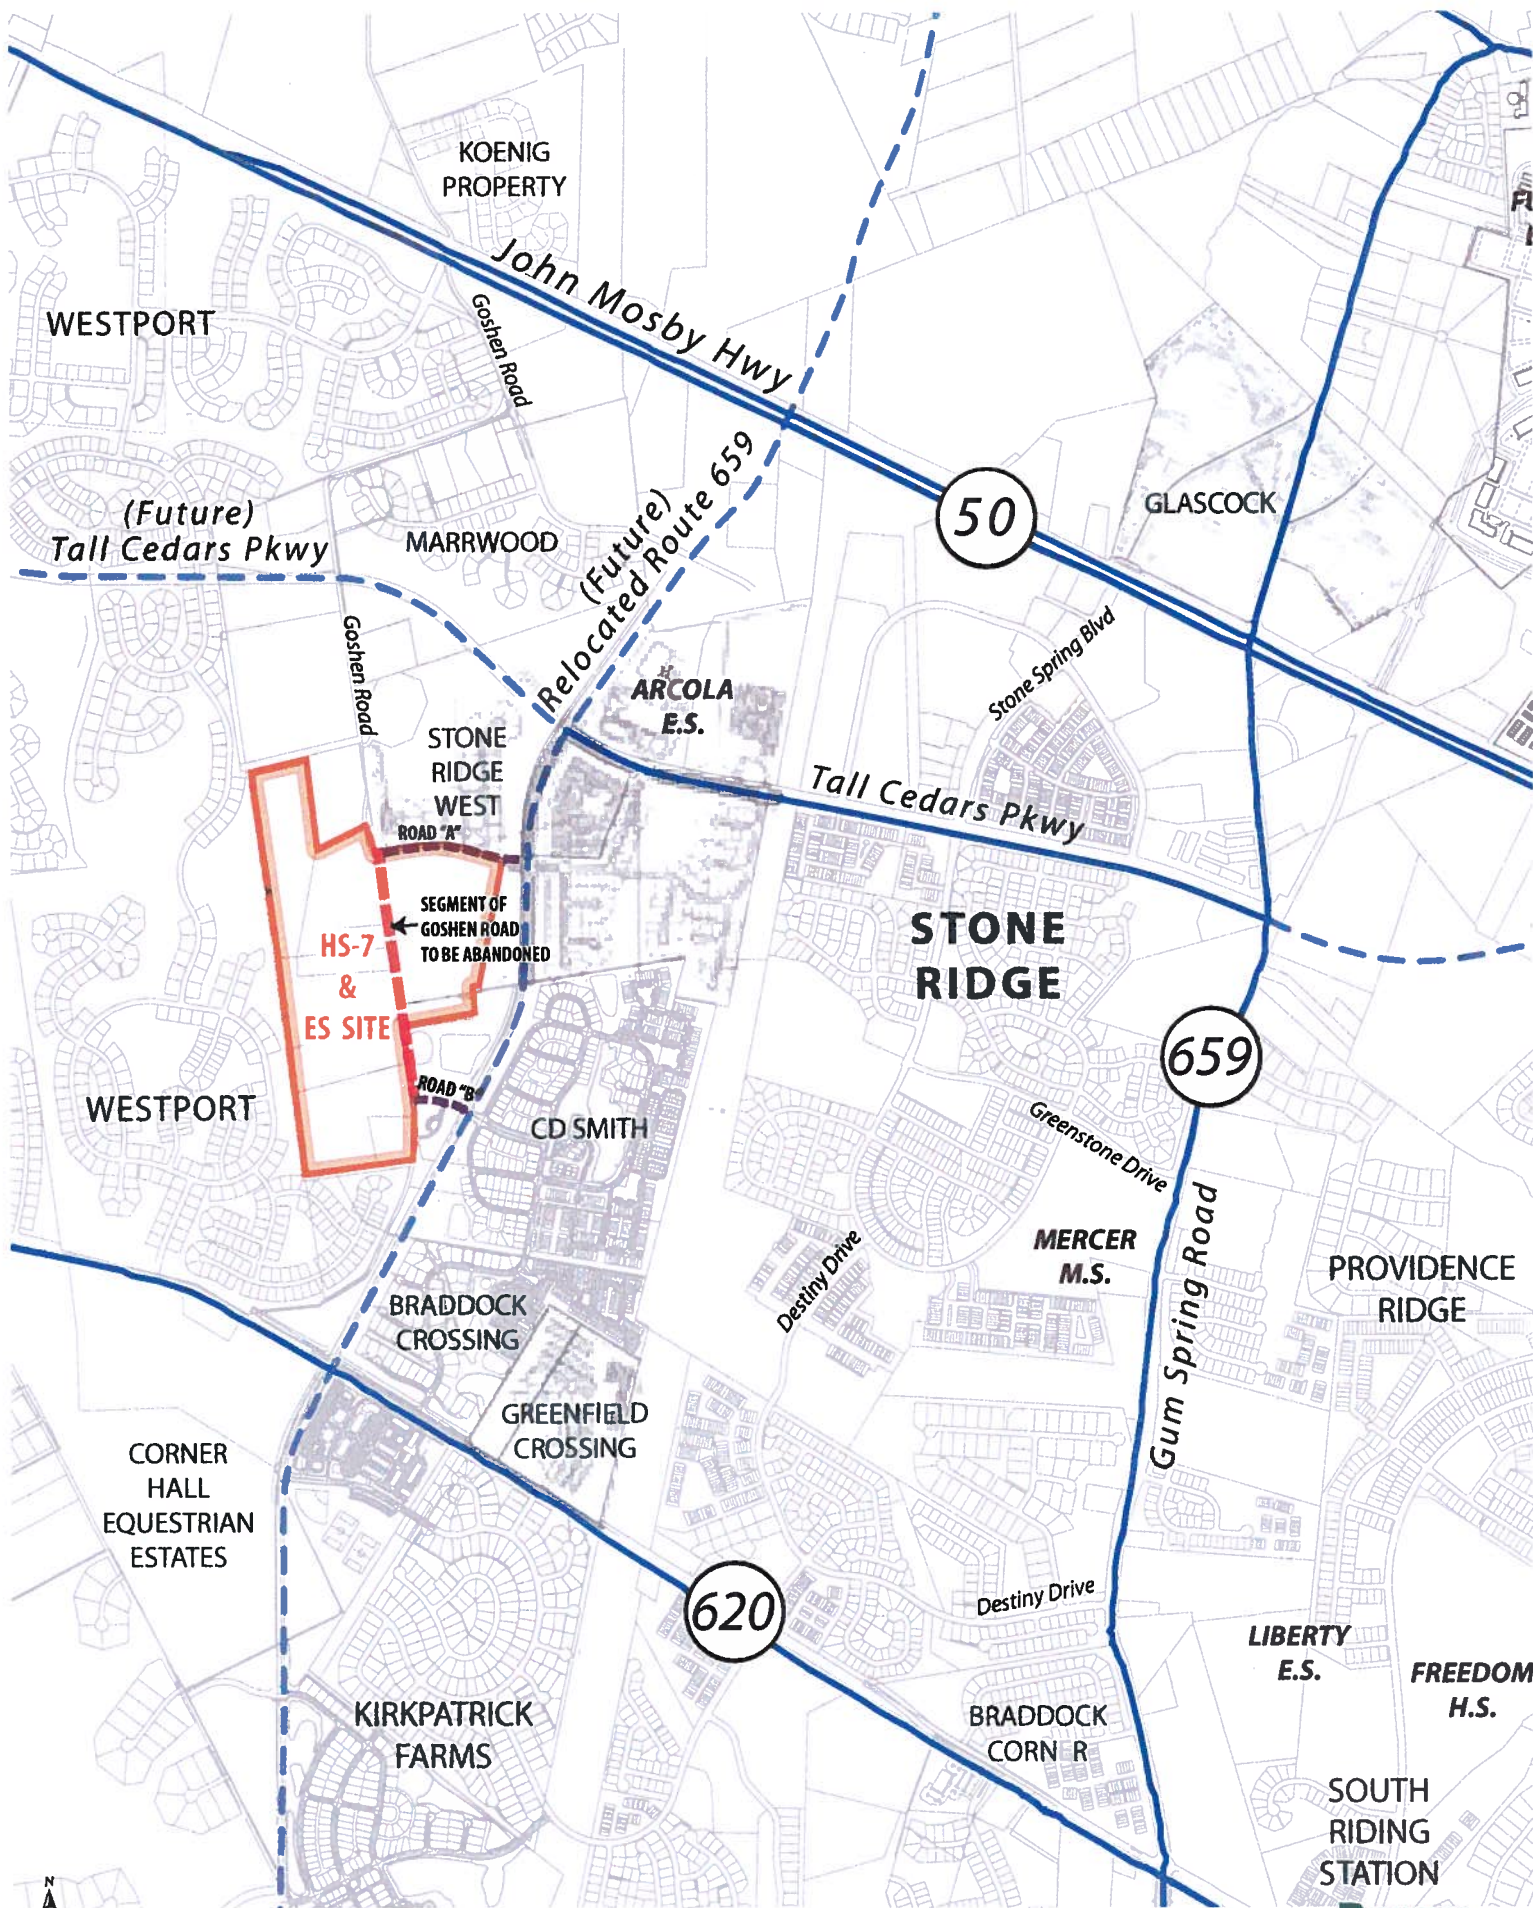 KOENIG
PROPERTY
John Mosby Hwy
WESTPORT
Goshen Road
(Future)
Tall Cedars Pkwy
MARRWOOD
(Future)
Relocated Route 659
50
GLASCOCK
Goshen Road
ARCOLA
E.S.
Stone Spring Blvd
STONE
RIDGE
WEST
Tall Cedars Pkwy
ROAD "A"
SEGMENT OF
GOSHEN ROAD
TO BE ABANDONED
HS-7
&
ES SITE
STONE
RIDGE
659
ROAD "B"
WESTPORT
CD SMITH
Greenstone Drive
MERCER
M.S.
Destiny Drive
Gum Spring Road
PROVIDENCE
RIDGE
BRADDOCK
CROSSING
GREENFIELD
CROSSING
CORNER
HALL
EQUESTRIAN
ESTATES
620
Destiny Drive
LIBERTY
E.S.
FREEDOM
H.S.
KIRKPATRICK
FARMS
BRADDOCK
CORN R
SOUTH
RIDING
STATION
N